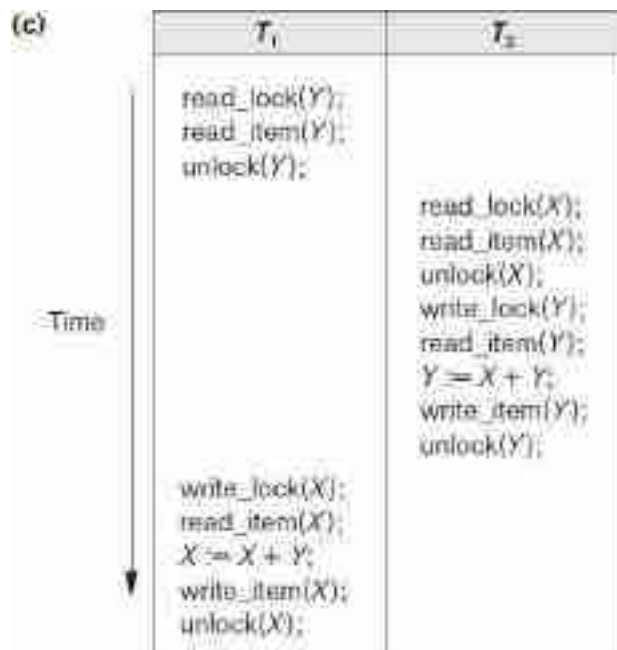 (c)
T₁ T₂
read_lock(Y);
read_item(Y);
unlock(Y);
read_lock(X);
read_item(X);
unlock(X);
write_lock(Y);
Time
read_item(Y);
Y := X + Y;
write_item(Y);
unlock(Y);
write_lock(X);
read_item(X);
X := X + Y;
write_item(X);
unlock(X);